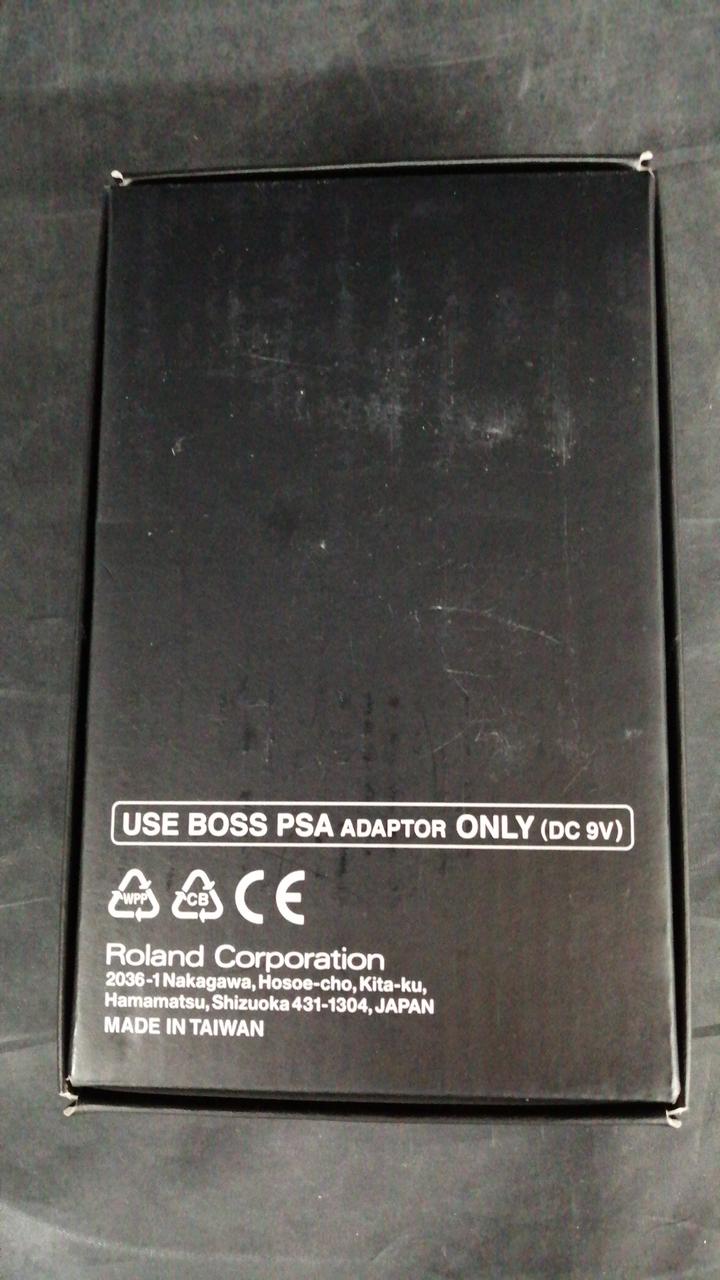 USE BOSS PSA ADAPTOR ONLY (DC 9V)
WPP CB CE
Roland Corporation
2036-1 Nakagawa, Hosoe-cho, Kita-ku,
Hamamatsu, Shizuoka 431-1304, JAPAN
MADE IN TAIWAN